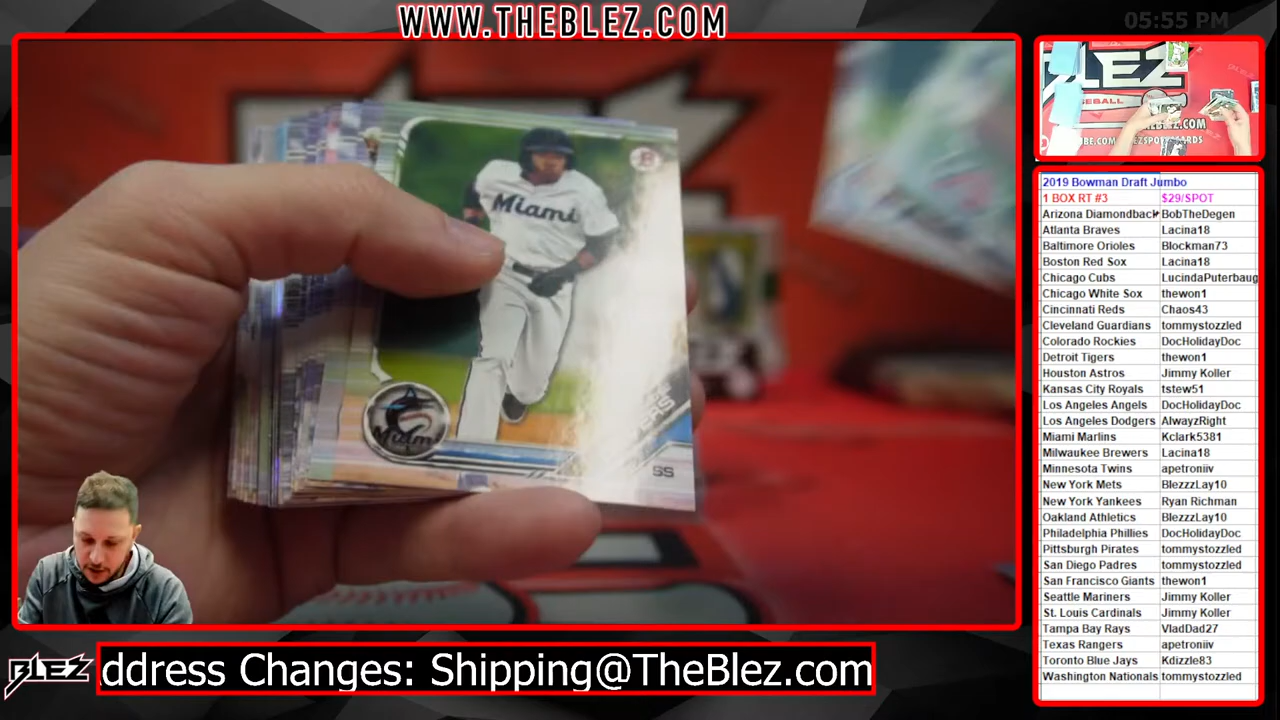 WWW.THEBLEZ.COM
05:55 PM
Miami
Miami
SS
BLEZ
BASEBALL
2019 Bowman Draft Jumbo
1 BOX RT #3 $29/SPOT
Arizona Diamondback BobTheDegen
Atlanta Braves Lacina18
Baltimore Orioles Blockman73
Boston Red Sox Lacina18
Chicago Cubs LucindaPuterbaug
Chicago White Sox thewon1
Cincinnati Reds Chaos43
Cleveland Guardians tommystozzled
Colorado Rockies DocHolidayDoc
Detroit Tigers thewon1
Houston Astros Jimmy Koller
Kansas City Royals tstew51
Los Angeles Angels DocHolidayDoc
Los Angeles Dodgers AlwayzRight
Miami Marlins Kclark5381
Milwaukee Brewers Lacina18
Minnesota Twins apetroniiv
New York Mets BlezzzLay10
New York Yankees Ryan Richman
Oakland Athletics BlezzzLay10
Philadelphia Phillies DocHolidayDoc
Pittsburgh Pirates tommystozzled
San Diego Padres tommystozzled
San Francisco Giants thewon1
Seattle Mariners Jimmy Koller
St. Louis Cardinals Jimmy Koller
Tampa Bay Rays VladDad27
Texas Rangers apetroniiv
Toronto Blue Jays Kdizzle83
Washington Nationals tommystozzled
BLEZ
ddress Changes: Shipping@TheBlez.com